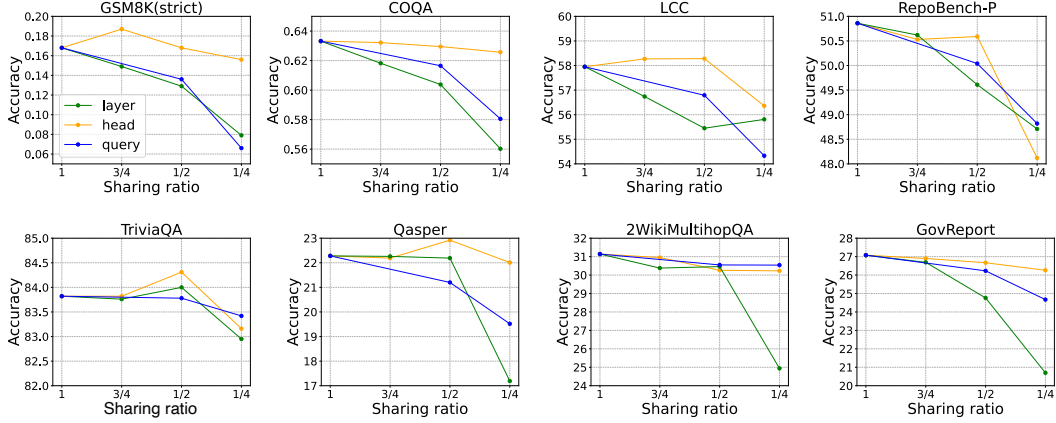 GSM8K(strict)
Accuracy
0.20
0.18
0.16
0.14
0.12
0.10
0.08
0.06
layer
head
query
1 3/4 1/2 1/4
Sharing ratio
COQA
Accuracy
0.64
0.62
0.60
0.58
0.56
1 3/4 1/2 1/4
Sharing ratio
LCC
Accuracy
60
59
58
57
56
55
54
1 3/4 1/2 1/4
Sharing ratio
RepoBench-P
Accuracy
51.0
50.5
50.0
49.5
49.0
48.5
48.0
1 3/4 1/2 1/4
Sharing ratio
TriviaQA
Accuracy
85.0
84.5
84.0
83.5
83.0
82.5
82.0
1 3/4 1/2 1/4
Sharing ratio
Qasper
Accuracy
23
22
21
20
19
18
17
1 3/4 1/2 1/4
Sharing ratio
2WikiMultihopQA
Accuracy
32
31
30
29
28
27
26
25
24
1 3/4 1/2 1/4
Sharing ratio
GovReport
Accuracy
28
27
26
25
24
23
22
21
20
1 3/4 1/2 1/4
Sharing ratio